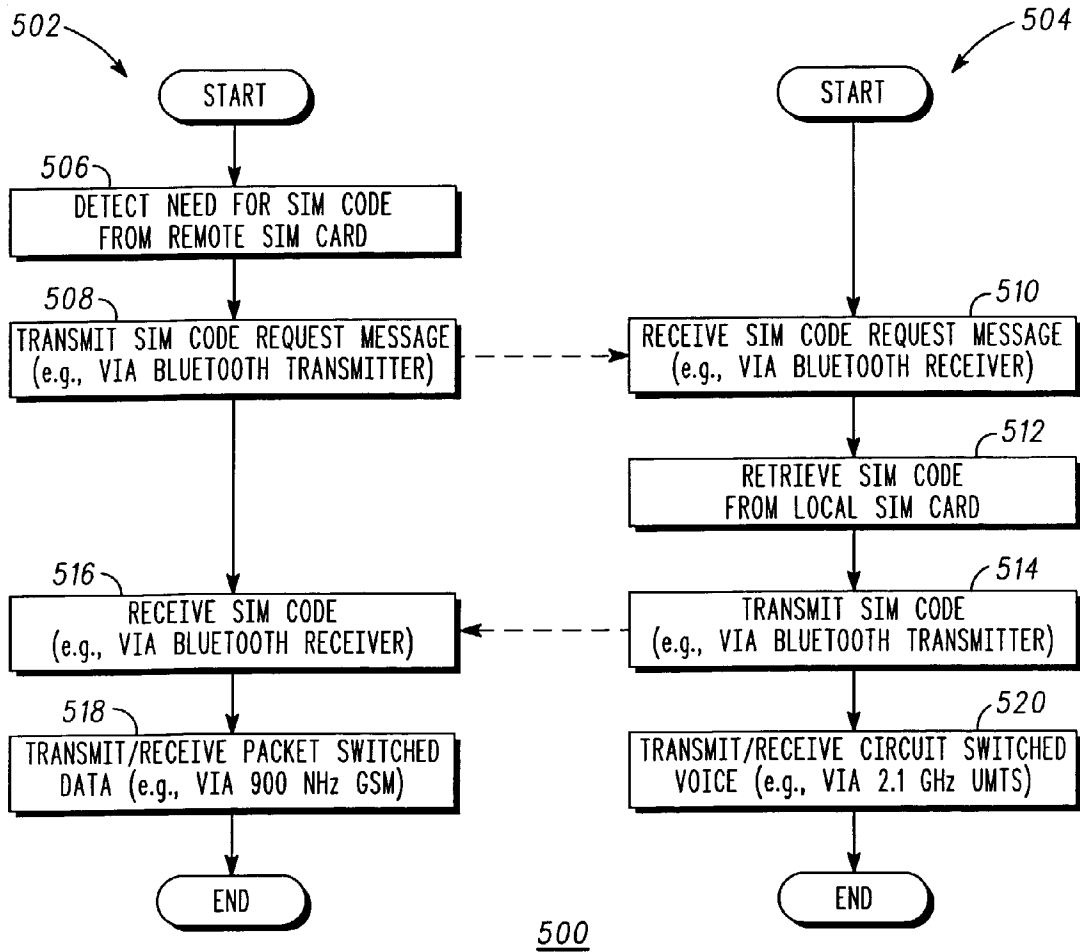 502
504
START
START
506
DETECT NEED FOR SIM CODE
FROM REMOTE SIM CARD
508
TRANSMIT SIM CODE REQUEST MESSAGE
(e.g., VIA BLUETOOTH TRANSMITTER)
510
RECEIVE SIM CODE REQUEST MESSAGE
(e.g., VIA BLUETOOTH RECEIVER)
512
RETRIEVE SIM CODE
FROM LOCAL SIM CARD
516
RECEIVE SIM CODE
(e.g., VIA BLUETOOTH RECEIVER)
514
TRANSMIT SIM CODE
(e.g., VIA BLUETOOTH TRANSMITTER)
518
TRANSMIT/RECEIVE PACKET SWITCHED
DATA (e.g., VIA 900 NHz GSM)
520
TRANSMIT/RECEIVE CIRCUIT SWITCHED
VOICE (e.g., VIA 2.1 GHz UMTS)
END
END
500